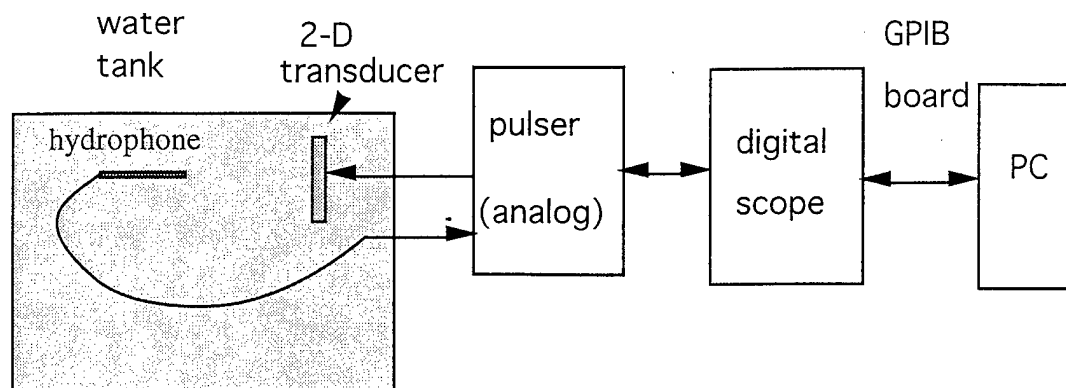 water
tank
2-D
transducer
hydrophone
pulser
(analog)
digital
scope
GPIB
board
PC